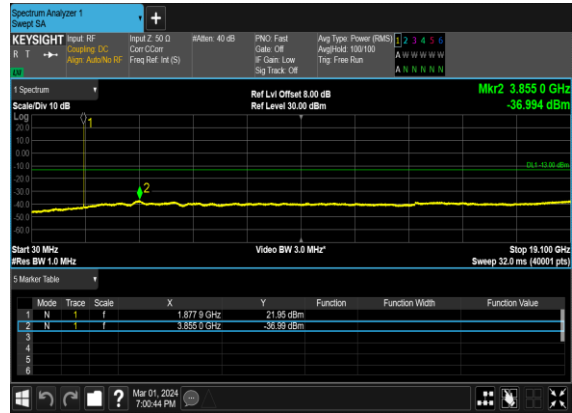 Spectrum Analyzer 1
Swept SA
+
KEYSIGHT Input: RF Input Z: 50 Ω #Atten: 40 dB PNO: Fast Avg Type: Power (RMS) 1 2 3 4 5 6
R T Coupling: DC Corr CCorr Gate: Off Avg|Hold: 100/100 A W W W W W
Align: Auto/No RF Freq Ref: Int (S) IF Gain: Low Trig: Free Run
Sig Track: Off A N N N N N
1 Spectrum Ref Lvl Offset 8.00 dB Mkr2 3.855 0 GHz
Scale/Div 10 dB Ref Level 30.00 dBm -36.994 dBm
Log
20.0
10.0
0.00
-10.0
-20.0
-30.0
-40.0
-50.0
-60.0
1
2
DL1 -13.00 dBm
Start 30 MHz Video BW 3.0 MHz* Stop 19.100 GHz
#Res BW 1.0 MHz Sweep 32.0 ms (40001 pts)
5 Marker Table
Mode Trace Scale X Y Function Function Width Function Value
1 N 1 f 1.877 9 GHz 21.95 dBm
2 N 1 f 3.855 0 GHz -36.99 dBm
3
4
5
6
? Mar 01, 2024
7:00:44 PM